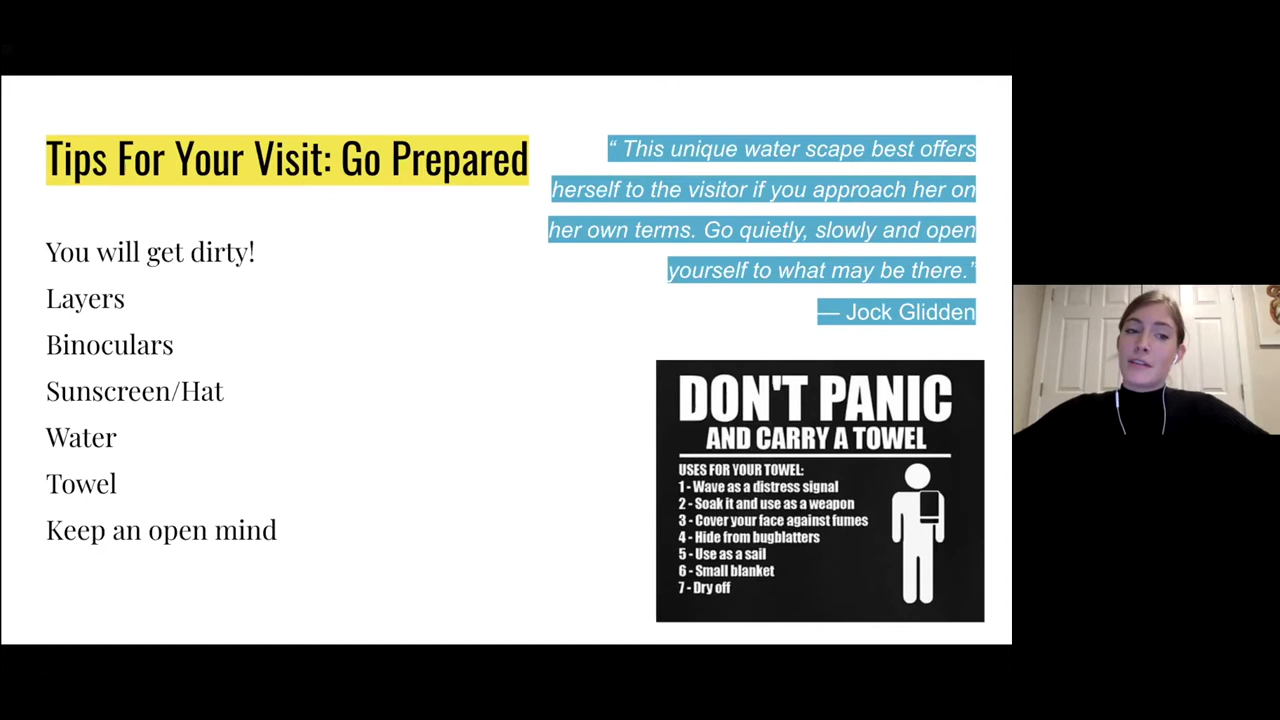 Tips For Your Visit: Go Prepared
You will get dirty!
Layers
Binoculars
Sunscreen/Hat
Water
Towel
Keep an open mind
“ This unique water scape best offers
herself to the visitor if you approach her on
her own terms. Go quietly, slowly and open
yourself to what may be there.”
— Jock Glidden
DON'T PANIC
AND CARRY A TOWEL
USES FOR YOUR TOWEL:
1 - Wave as a distress signal
2 - Soak it and use as a weapon
3 - Cover your face against fumes
4 - Hide from bugblatters
5 - Use as a sail
6 - Small blanket
7 - Dry off